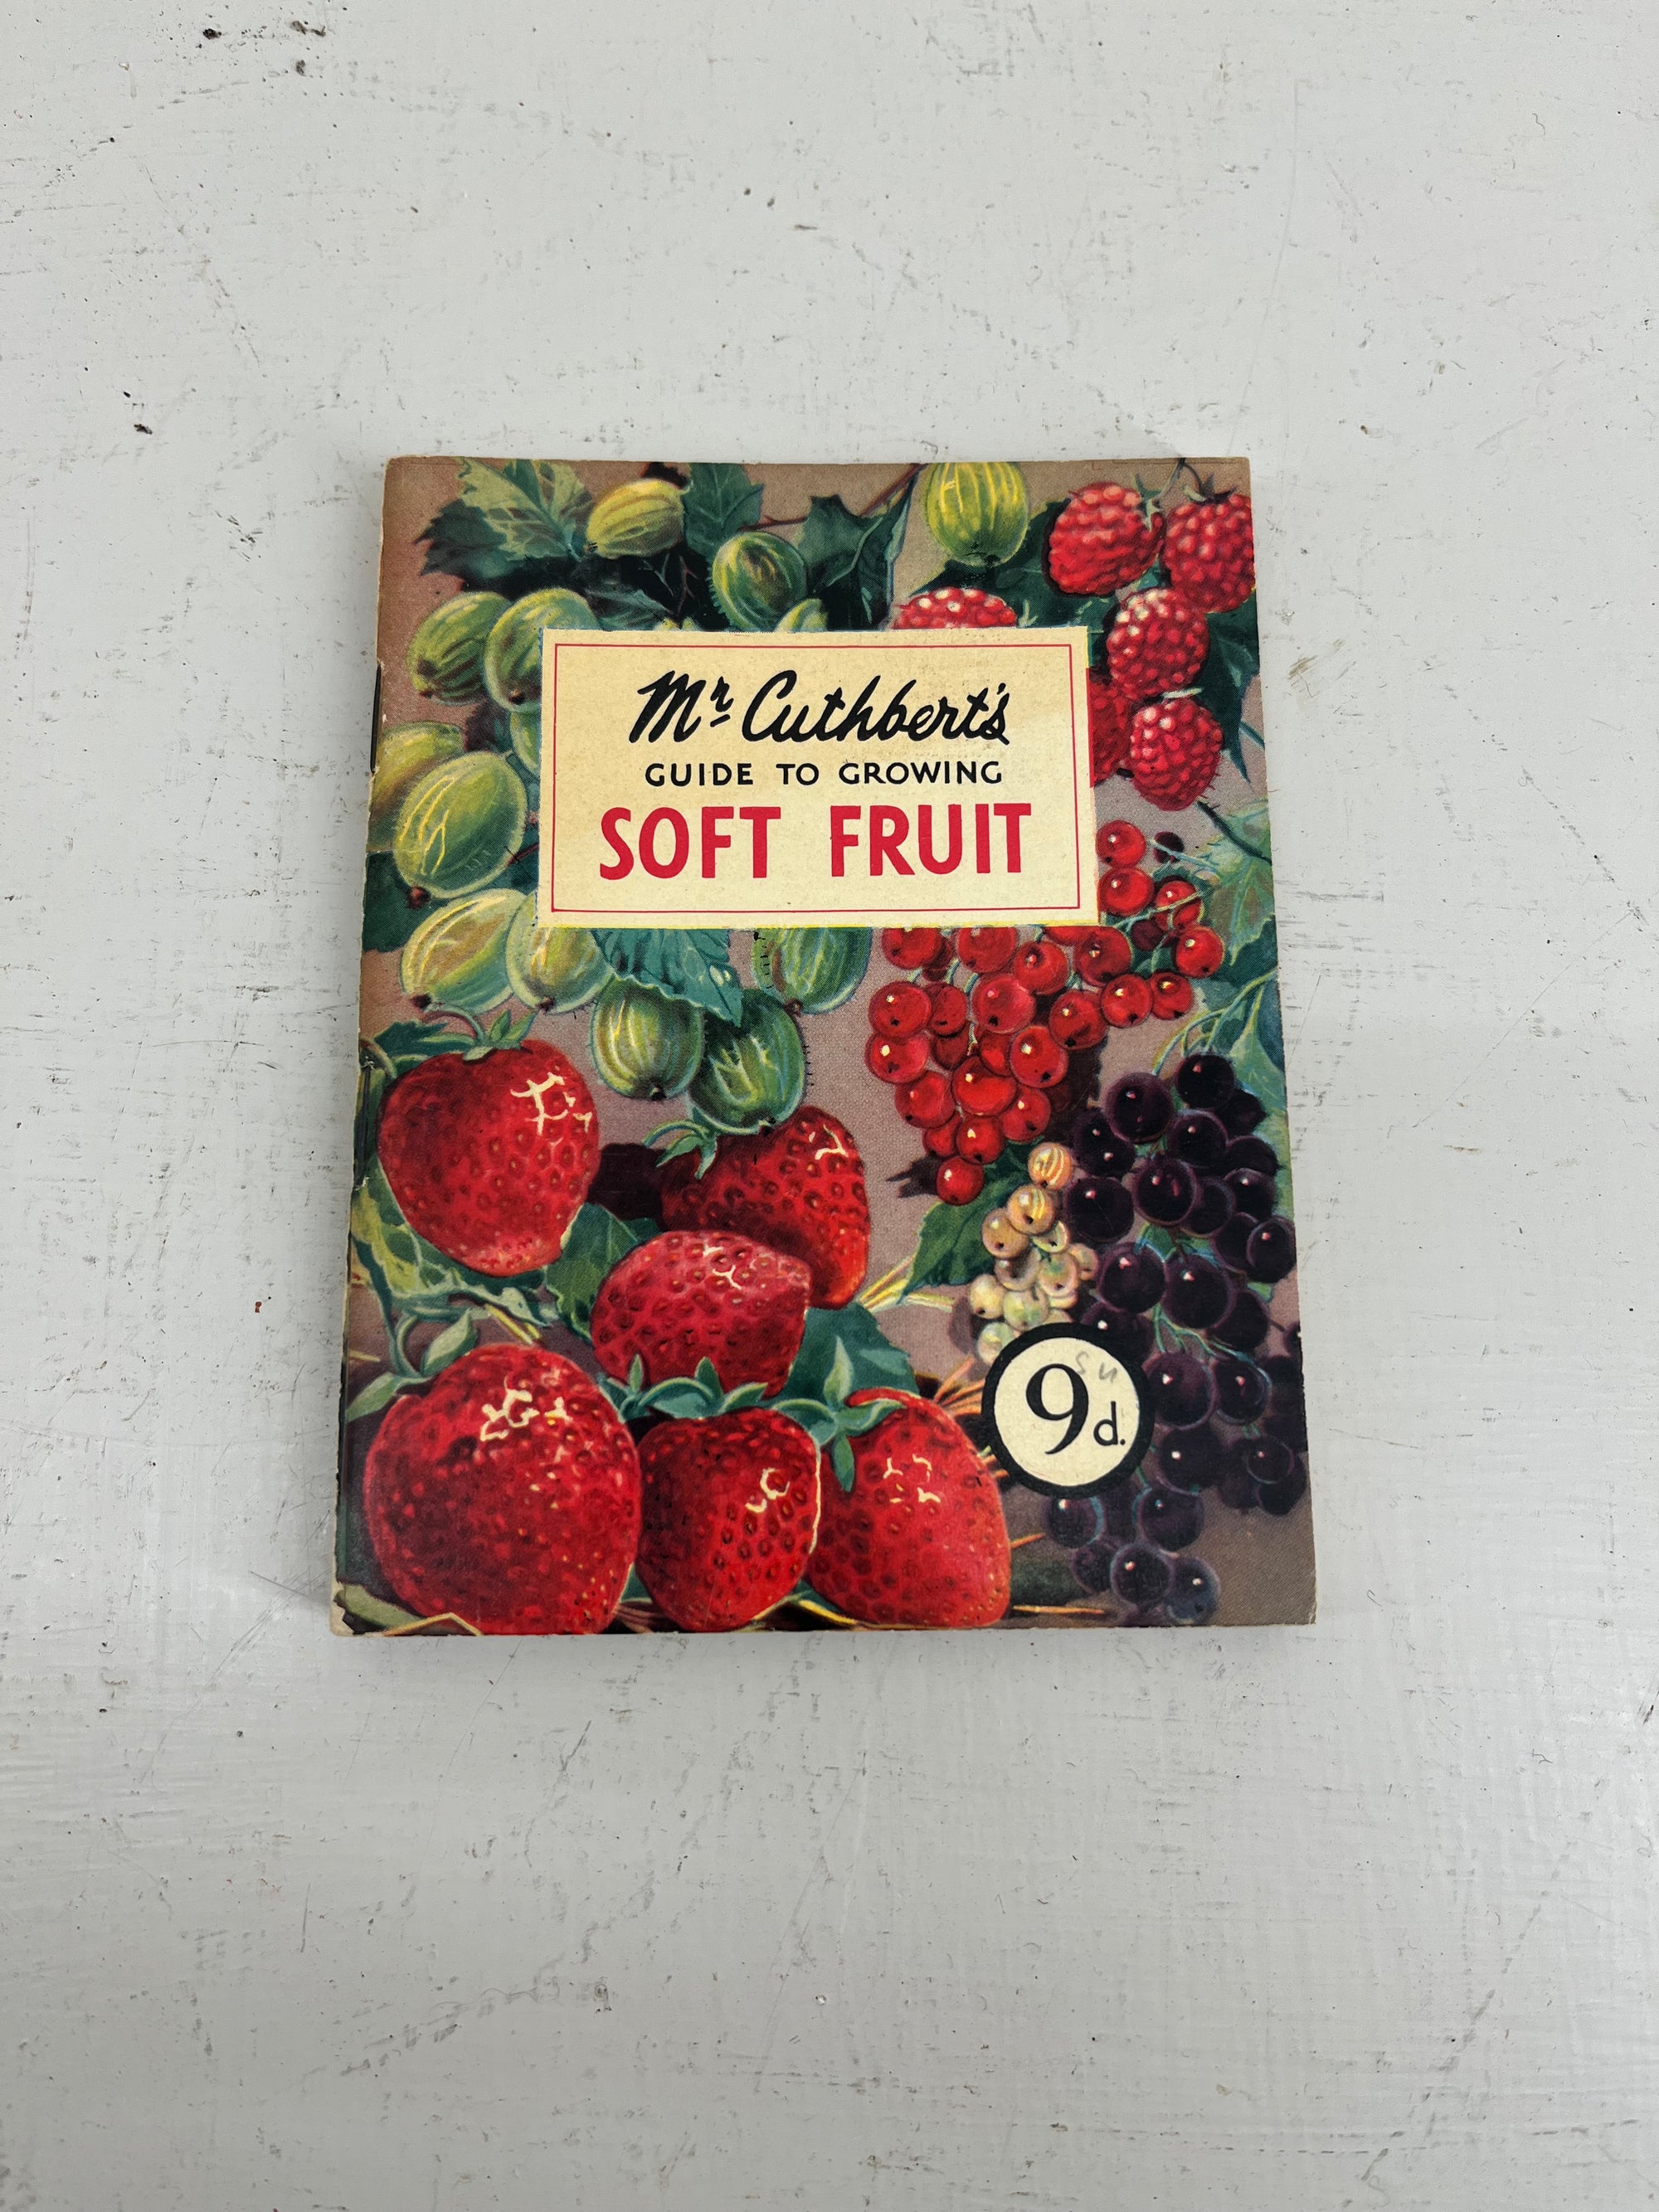 Mr Cuthbert's
GUIDE TO GROWING
SOFT FRUIT
9d.